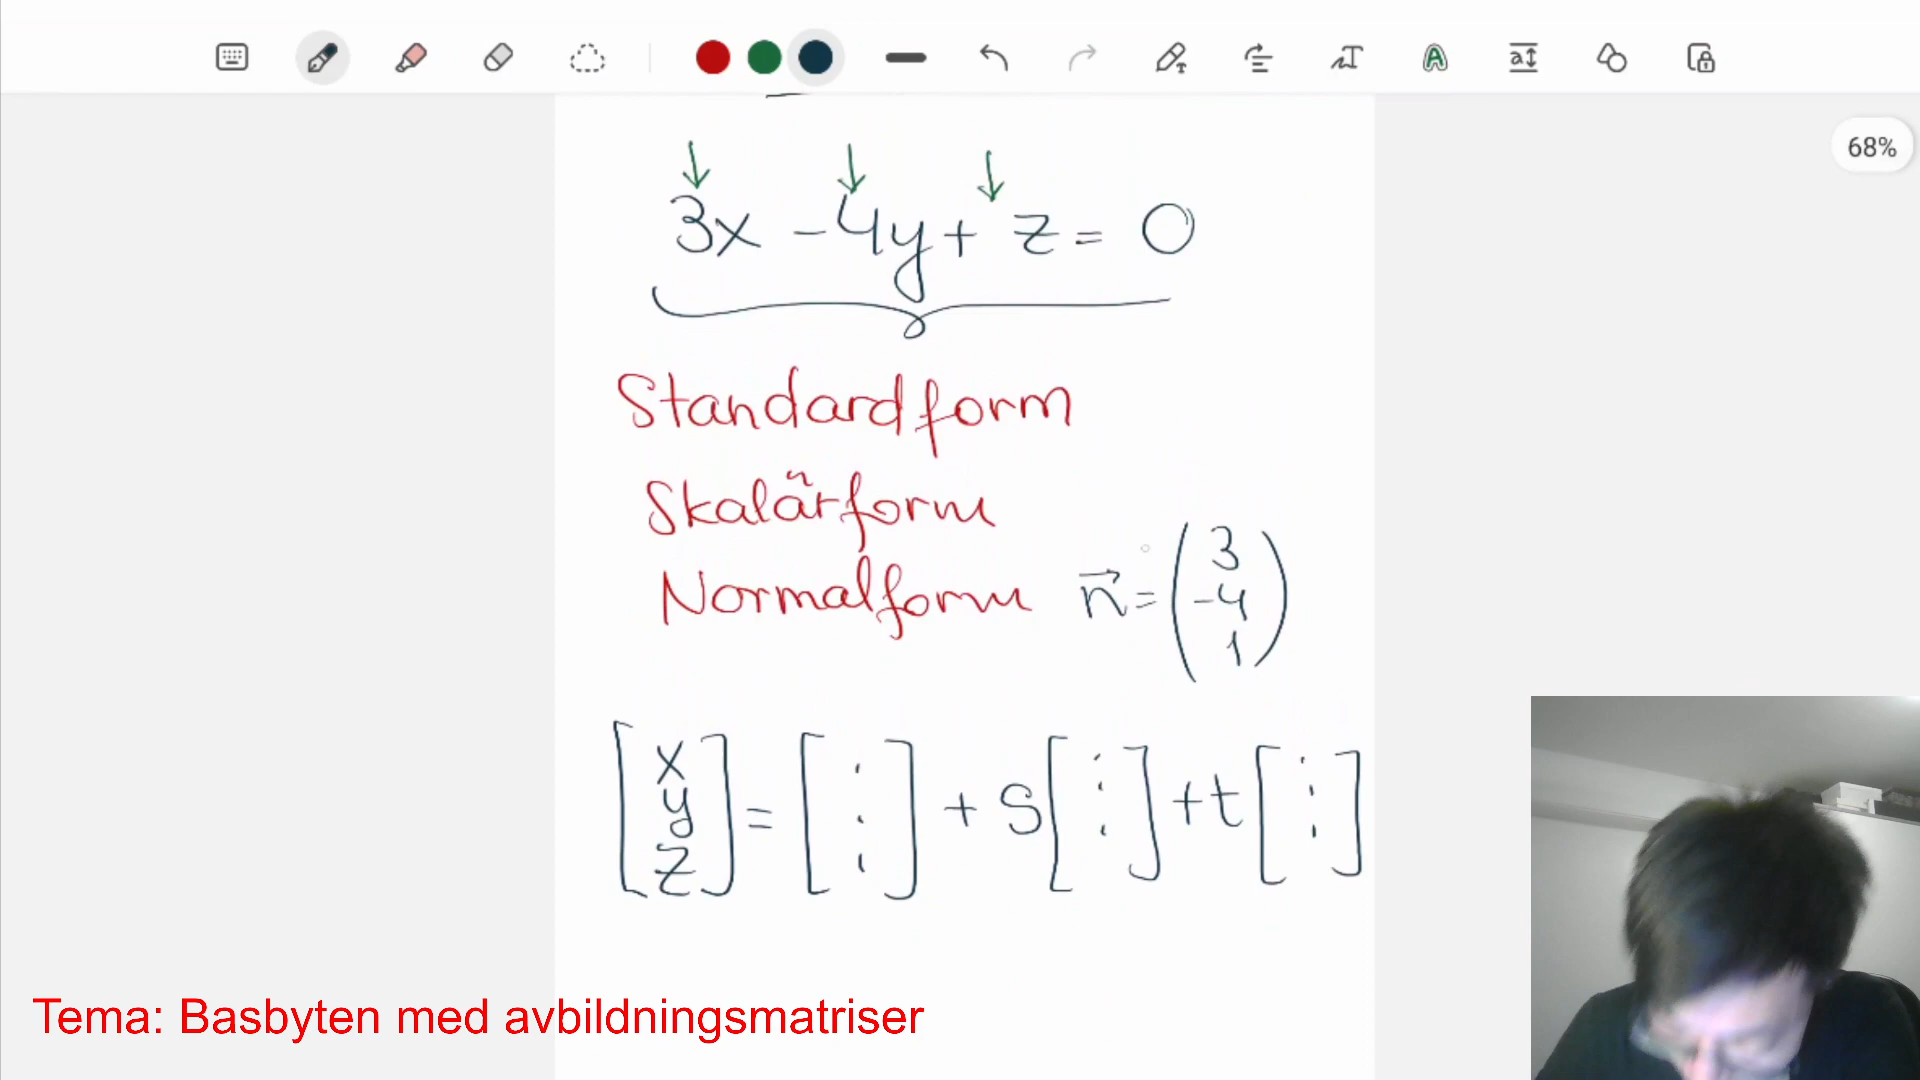 68%
3x - 4y + z = 0
Standardform
Skalärform
Normalform n⃗ = (3 -4 1)
[x y z] = [⋮] + s[⋮] + t[⋮]
Tema: Basbyten med avbildningsmatriser